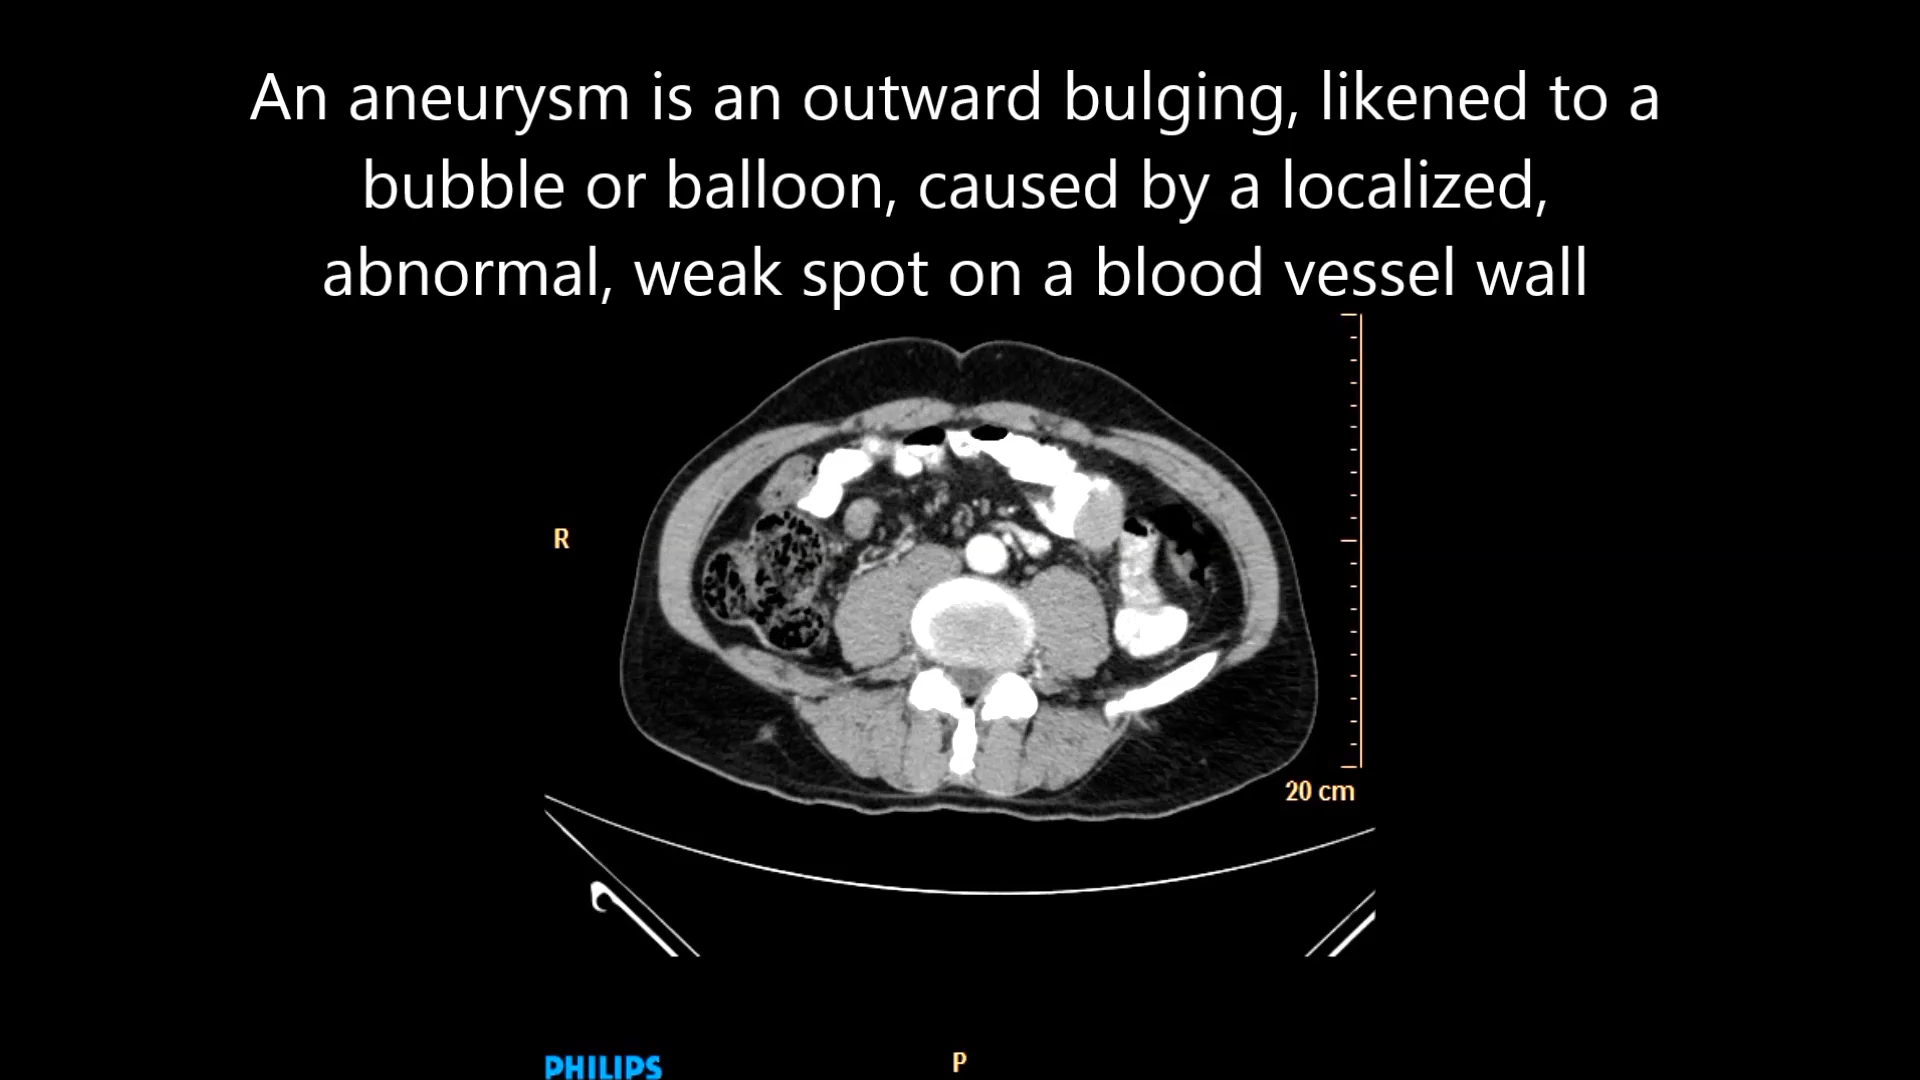 An aneurysm is an outward bulging, likened to a
bubble or balloon, caused by a localized,
abnormal, weak spot on a blood vessel wall
R
20 cm
PHILIPS
P